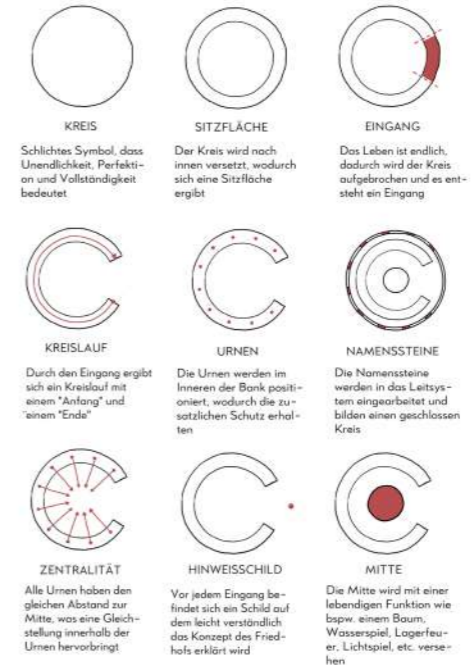 KREIS
Schlichtes Symbol, dass
Unendlichkeit, Perfekti-
on und Vollständigkeit
bedeutet
SITZFLÄCHE
Der Kreis wird nach
innen versetzt, wodurch
sich eine Sitzfläche
ergibt
EINGANG
Das Leben ist endlich,
dadurch wird der Kreis
aufgebrochen und es ent-
steht ein Eingang
KREISLAUF
Durch den Eingang ergibt
sich ein Kreislauf mit
einem "Anfang" und
einem "Ende"
URNEN
Die Urnen werden im
Inneren der Bank positi-
oniert, wodurch die zu-
satzlichen Schutz erhal-
ten
NAMENSSTEINE
Die Namenssteine
werden in das Leitsys-
tem eingearbeitet und
bilden einen geschlossen
Kreis
ZENTRALITÄT
Alle Urnen haben den
gleichen Abstand zur
Mitte, was eine Gleich-
stellung innerhalb der
Urnen hervorbringt
HINWEISSCHILD
Vor jedem Eingang be-
findet sich ein Schild auf
dem leicht verständlich
das Konzept des Fried-
hofs erklärt wird
MITTE
Die Mitte wird mit einer
lebendigen Funktion wie
bspw. einem Baum,
Wasserspiel, Lagerfeu-
er, Lichtspiel, etc. verse-
hen